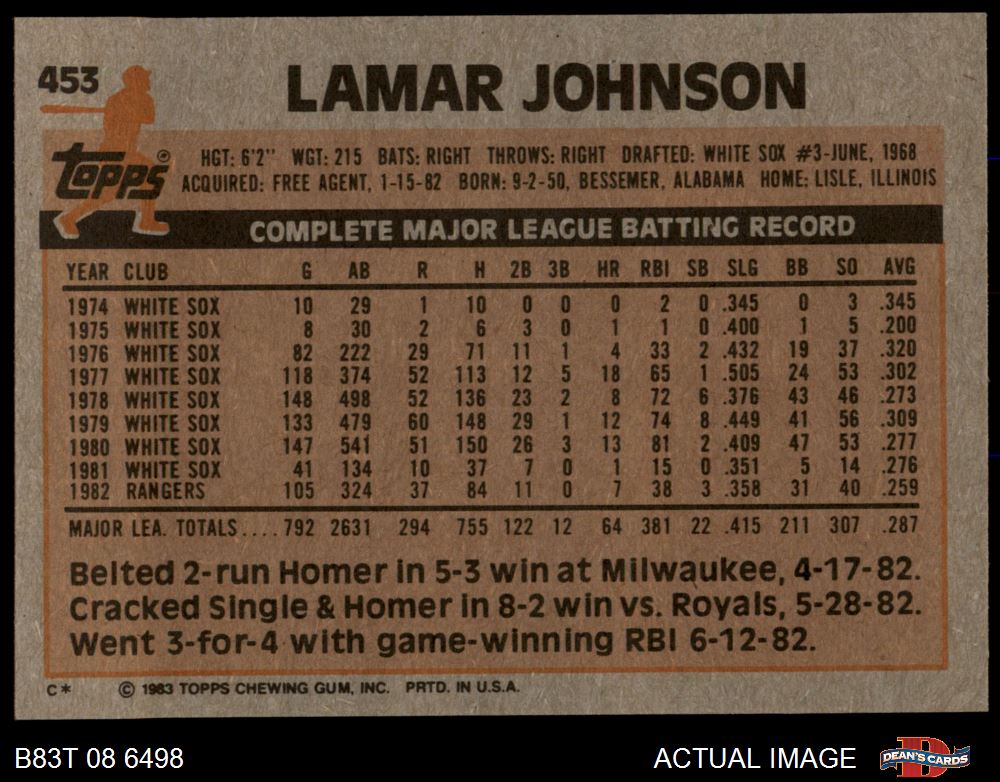 453
LAMAR JOHNSON
topps®
HGT: 6'2" WGT: 215 BATS: RIGHT THROWS: RIGHT DRAFTED: WHITE SOX #3-JUNE, 1968
ACQUIRED: FREE AGENT, 1-15-82 BORN: 9-2-50, BESSEMER, ALABAMA HOME: LISLE, ILLINOIS
COMPLETE MAJOR LEAGUE BATTING RECORD
YEAR CLUB G AB R H 2B 3B HR RBI SB SLG BB SO AVG
1974 WHITE SOX 10 29 1 10 0 0 0 2 0 .345 0 3 .345
1975 WHITE SOX 8 30 2 6 3 0 1 1 0 .400 1 5 .200
1976 WHITE SOX 82 222 29 71 11 1 4 33 2 .432 19 37 .320
1977 WHITE SOX 118 374 52 113 12 5 18 65 1 .505 24 53 .302
1978 WHITE SOX 148 498 52 136 23 2 8 72 6 .376 43 46 .273
1979 WHITE SOX 133 479 60 148 29 1 12 74 8 .449 41 56 .309
1980 WHITE SOX 147 541 51 150 26 3 13 81 2 .409 47 53 .277
1981 WHITE SOX 41 134 10 37 7 0 1 15 0 .351 5 14 .276
1982 RANGERS 105 324 37 84 11 0 7 38 3 .358 31 40 .259
MAJOR LEA. TOTALS.... 792 2631 294 755 122 12 64 381 22 .415 211 307 .287
Belted 2-run Homer in 5-3 win at Milwaukee, 4-17-82.
Cracked Single & Homer in 8-2 win vs. Royals, 5-28-82.
Went 3-for-4 with game-winning RBI 6-12-82.
C* © 1983 TOPPS CHEWING GUM, INC. PRTD. IN U.S.A.
B83T 08 6498 ACTUAL IMAGE DEAN'S CARDS